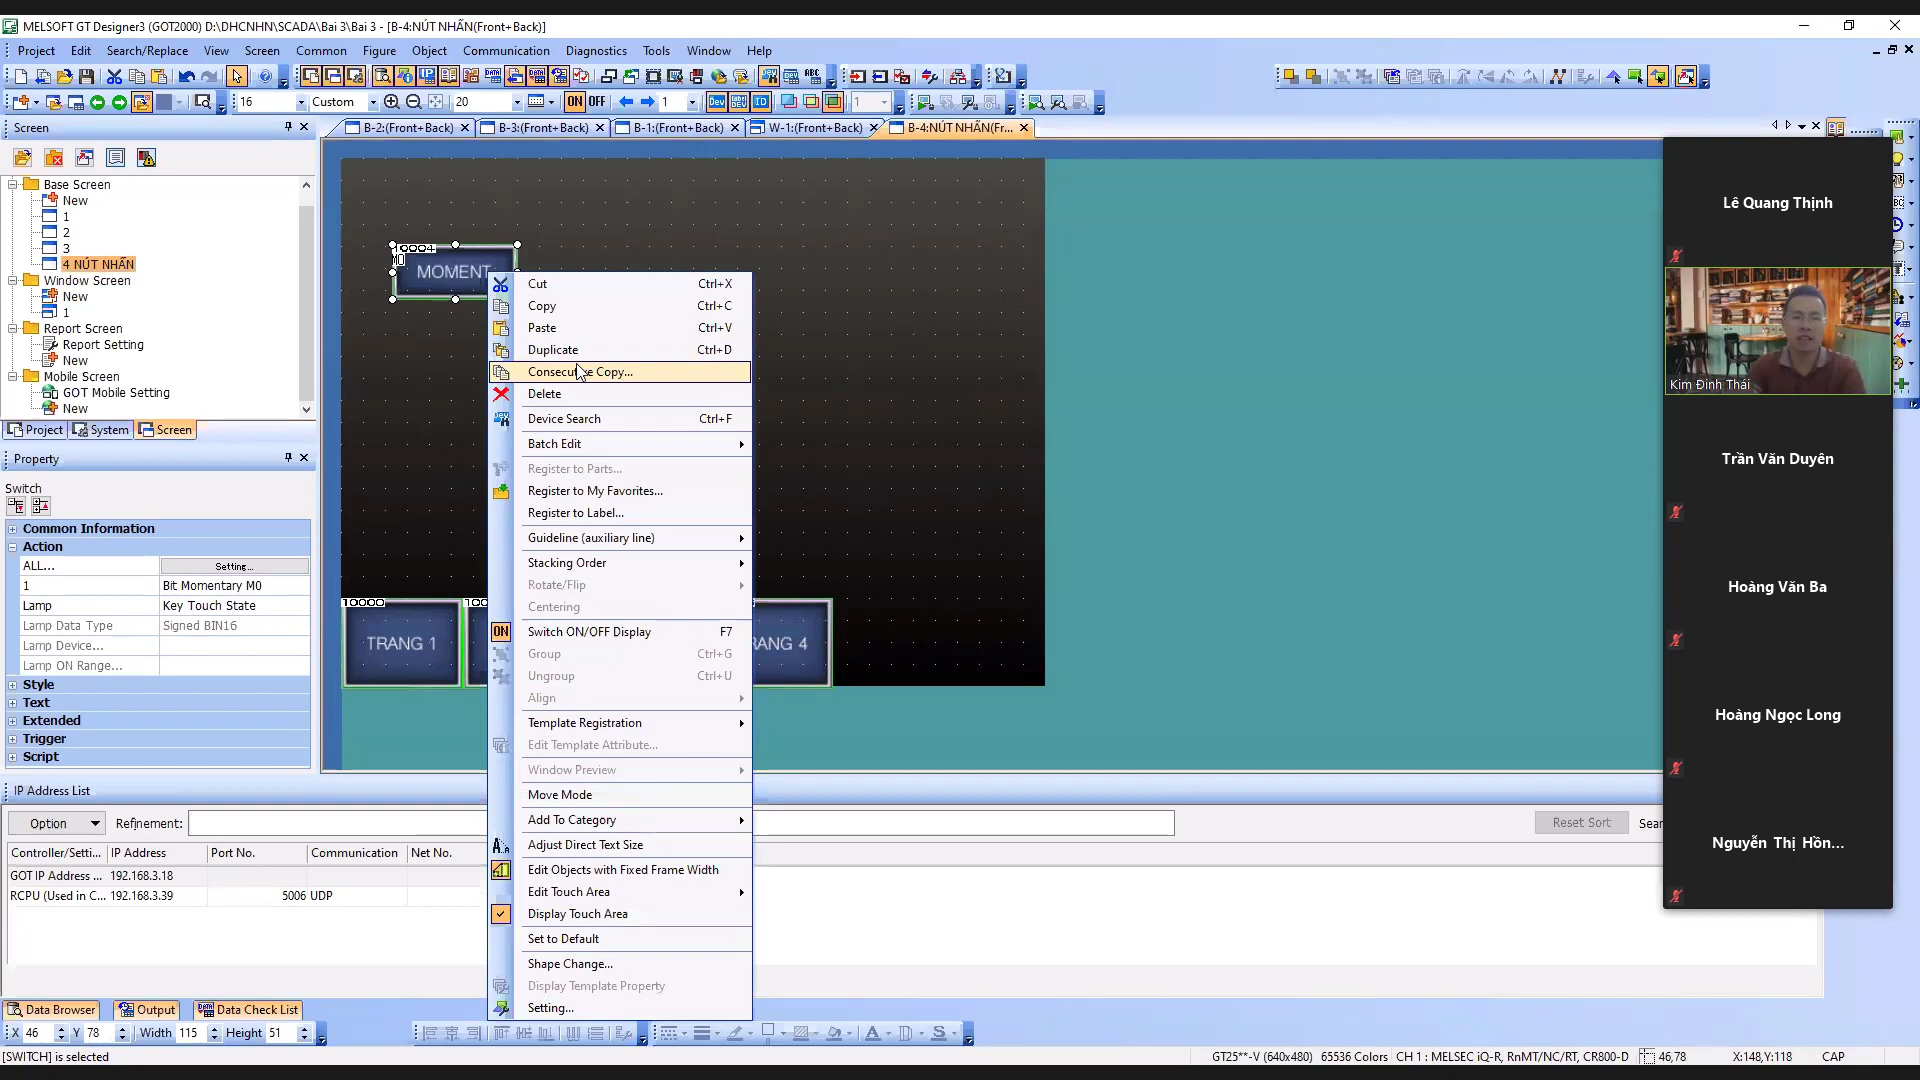 MELSOFT GT Designer3 (GOT2000) D:\DHCNHN\SCADA\Bai 3\Bai 3 - [B-4:NÚT NHẤN(Front+Back)]
Project Edit Search/Replace View Screen Common Figure Object Communication Diagnostics Tools Window Help
16 Custom 20 ON OFF 1 Dev ID 1
Screen
B-2:(Front+Back) B-3:(Front+Back) B-1:(Front+Back) W-1:(Front+Back) B-4:NÚT NHẤN(Fr...
Base Screen
New
1
2
3
4 NÚT NHẤN
Window Screen
New
1
Report Screen
Report Setting
New
Mobile Screen
GOT Mobile Setting
New
Project System Screen
Property
Switch
Common Information
Action
ALL... Setting...
1 Bit Momentary M0
Lamp Key Touch State
Lamp Data Type Signed BIN16
Lamp Device...
Lamp ON Range...
Style
Text
Extended
Trigger
Script
10004
M0
MOMENT
10000
TRANG 1
RANG 4
Cut Ctrl+X
Copy Ctrl+C
Paste Ctrl+V
Duplicate Ctrl+D
Consecutive Copy...
Delete
Device Search Ctrl+F
Batch Edit
Register to Parts...
Register to My Favorites...
Register to Label...
Guideline (auxiliary line)
Stacking Order
Rotate/Flip
Centering
ON Switch ON/OFF Display F7
Group Ctrl+G
Ungroup Ctrl+U
Align
Template Registration
Edit Template Attribute...
Window Preview
Move Mode
Add To Category
Adjust Direct Text Size
Edit Objects with Fixed Frame Width
Edit Touch Area
Display Touch Area
Set to Default
Shape Change...
Display Template Property
Setting...
Lê Quang Thịnh
Kim Đình Thái
Trần Văn Duyên
Hoàng Văn Ba
Hoàng Ngọc Long
Nguyễn Thị Hồn...
IP Address List
Option Refinement: Reset Sort Sear
Controller/Setti... IP Address Port No. Communication Net No.
GOT IP Address ... 192.168.3.18
RCPU (Used in C... 192.168.3.39 5006 UDP
Data Browser Output Data Check List
X 46 Y 78 Width 115 Height 51
[SWITCH] is selected GT25**-V (640x480) 65536 Colors CH 1 : MELSEC iQ-R, RnMT/NC/RT, CR800-D 46,78 X:148,Y:118 CAP